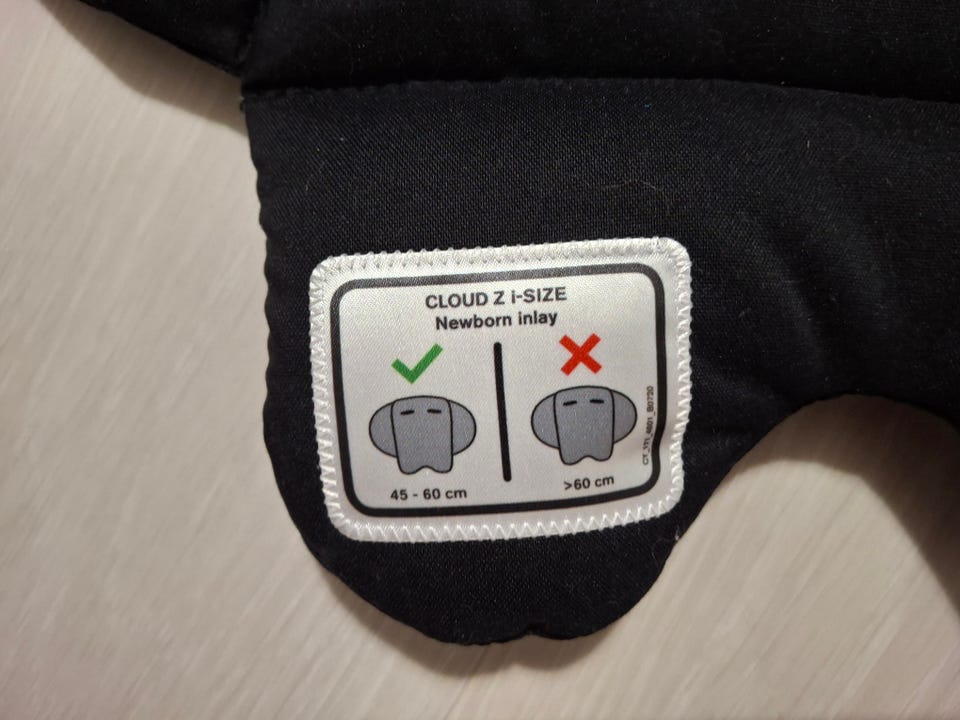 CLOUD Z i-SIZE
Newborn inlay
45 - 60 cm
>60 cm